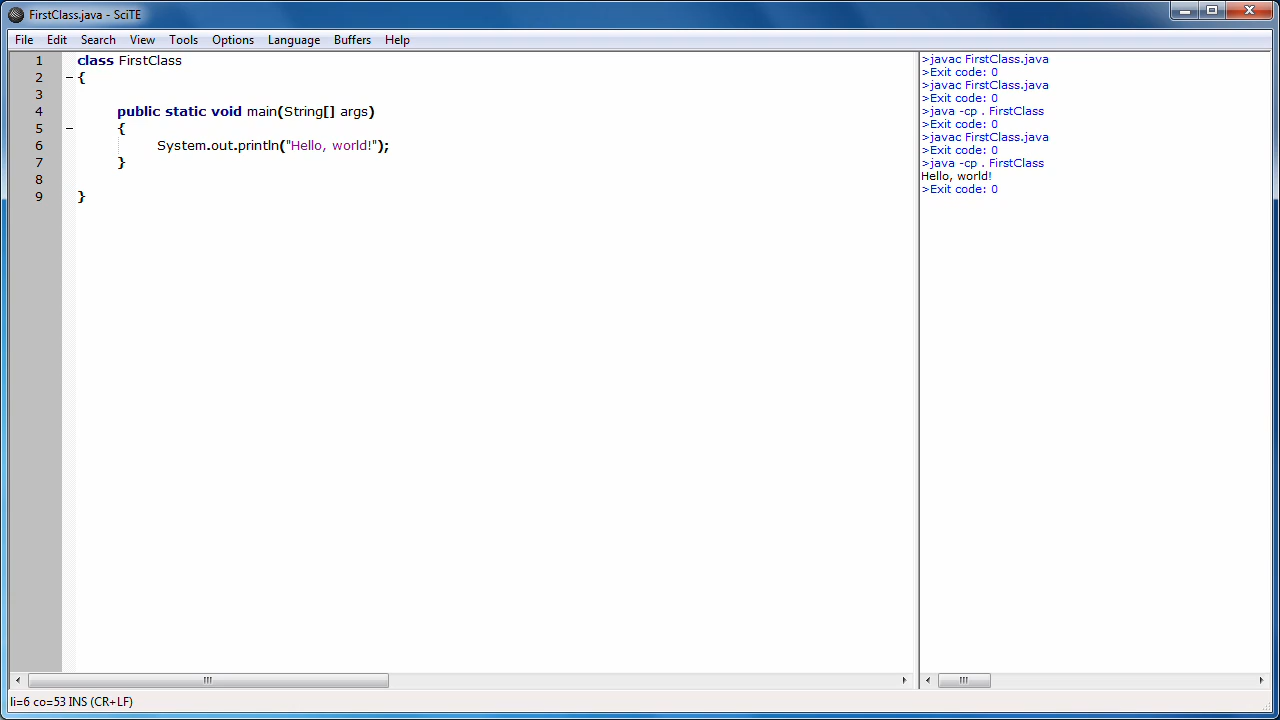 FirstClass.java - SciTE
File Edit Search View Tools Options Language Buffers Help
1 class FirstClass
2 {
3
4 public static void main(String[] args)
5 {
6 System.out.println("Hello, world!");
7 }
8
9 }
>javac FirstClass.java
>Exit code: 0
>javac FirstClass.java
>Exit code: 0
>java -cp . FirstClass
>Exit code: 0
>javac FirstClass.java
>Exit code: 0
>java -cp . FirstClass
Hello, world!
>Exit code: 0
li=6 co=53 INS (CR+LF)